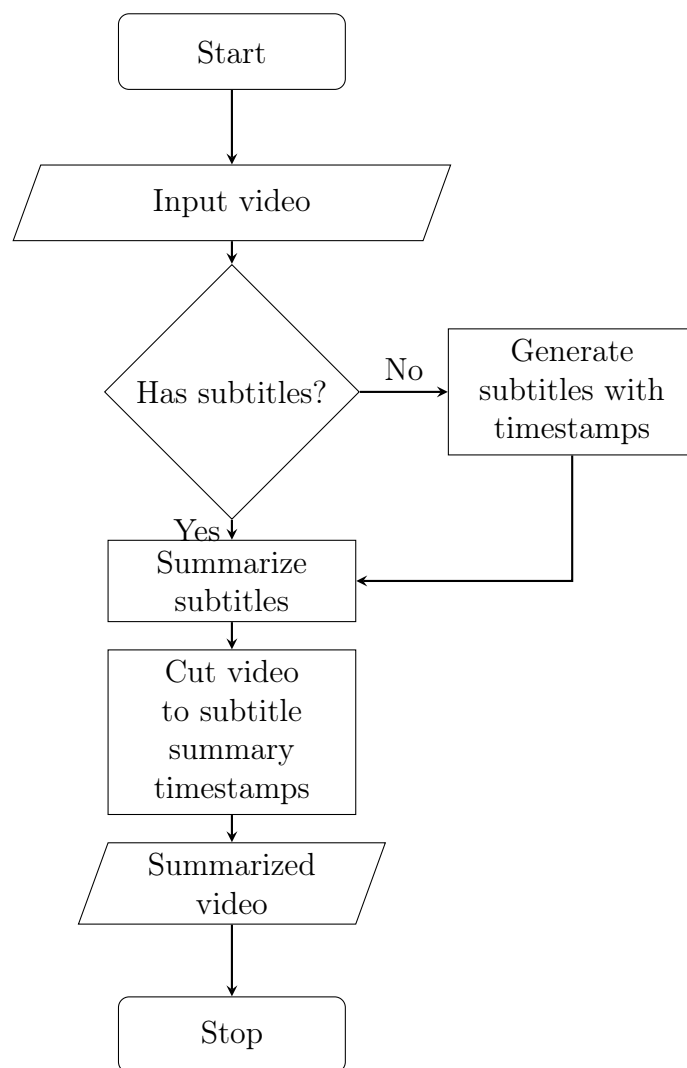 Start
Input video
Has subtitles?
No
Generate
subtitles with
timestamps
Yes
Summarize
subtitles
Cut video
to subtitle
summary
timestamps
Summarized
video
Stop